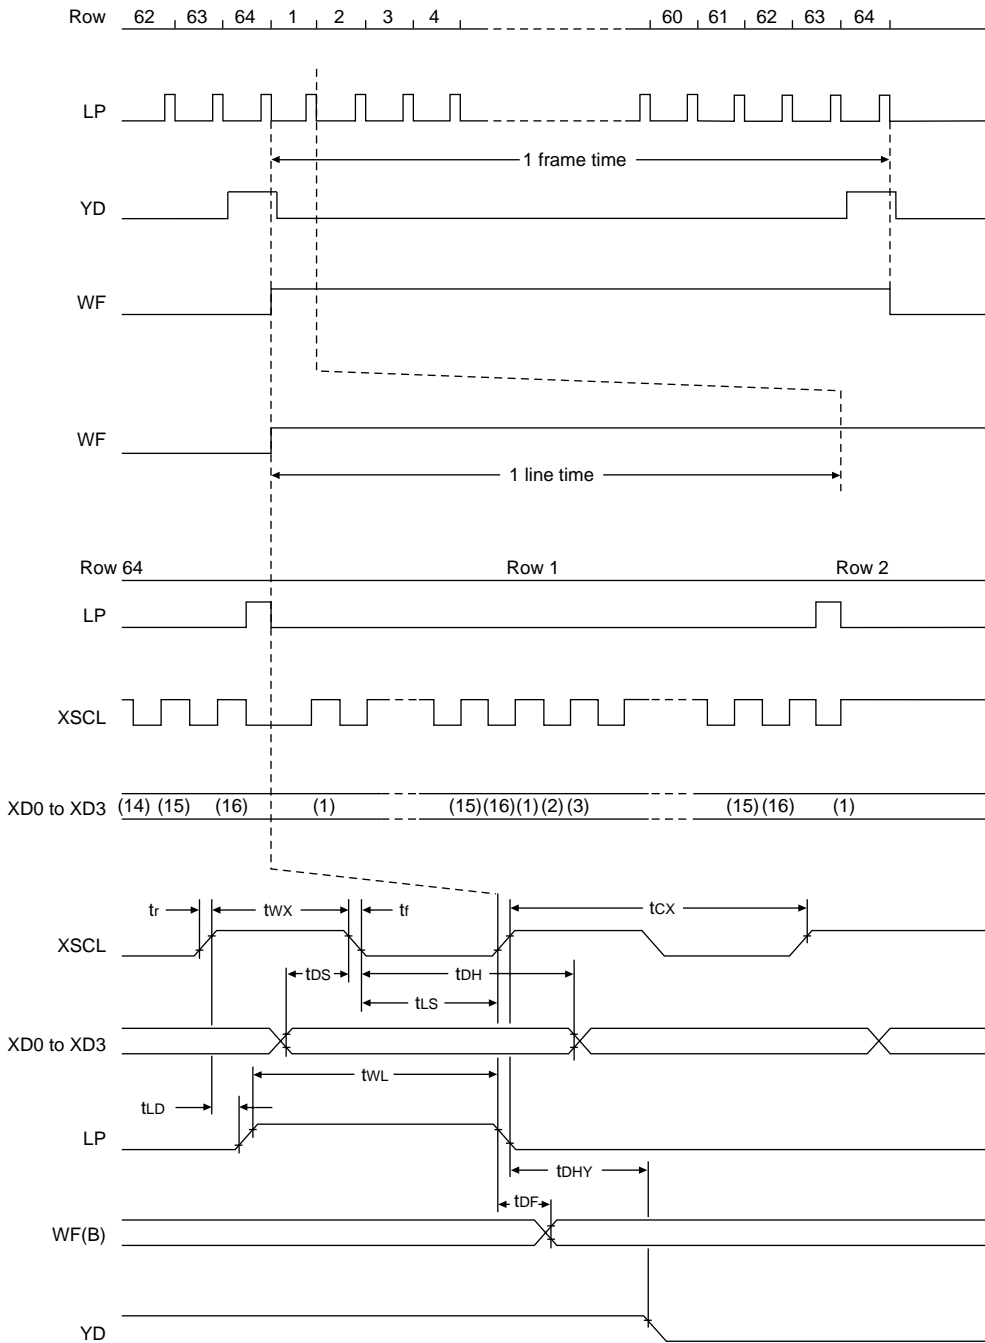 Row 62 63 64 1 2 3 4 60 61 62 63 64
LP
1 frame time
YD
WF
WF
1 line time
Row 64 Row 1 Row 2
LP
XSCL
XD0 to XD3 (14) (15) (16) (1) (15) (16) (1) (2) (3) (15) (16) (1)
tr tWX tf tCX
XSCL
tDS tDH
tLS
XD0 to XD3
tWL
tLD
LP
tDHY
tDF
WF(B)
YD